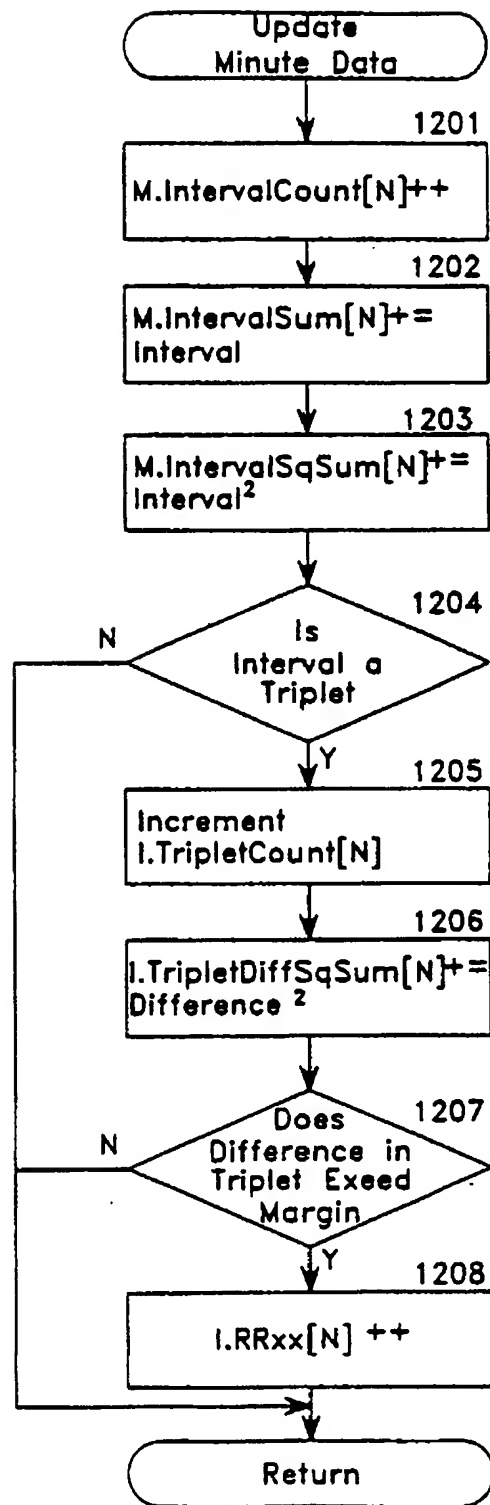 Update
Minute Data
1201
M.IntervalCount[N]++
1202
M.IntervalSum[N]+=
Interval
1203
M.IntervalSqSum[N]+=
Interval²
1204
N
Is
Interval a
Triplet
Y
1205
Increment
I.TripletCount[N]
1206
I.TripletDiffSqSum[N]+=
Difference ²
1207
N
Does
Difference in
Triplet Exeed
Margin
Y
1208
I.RRxx[N] ++
Return